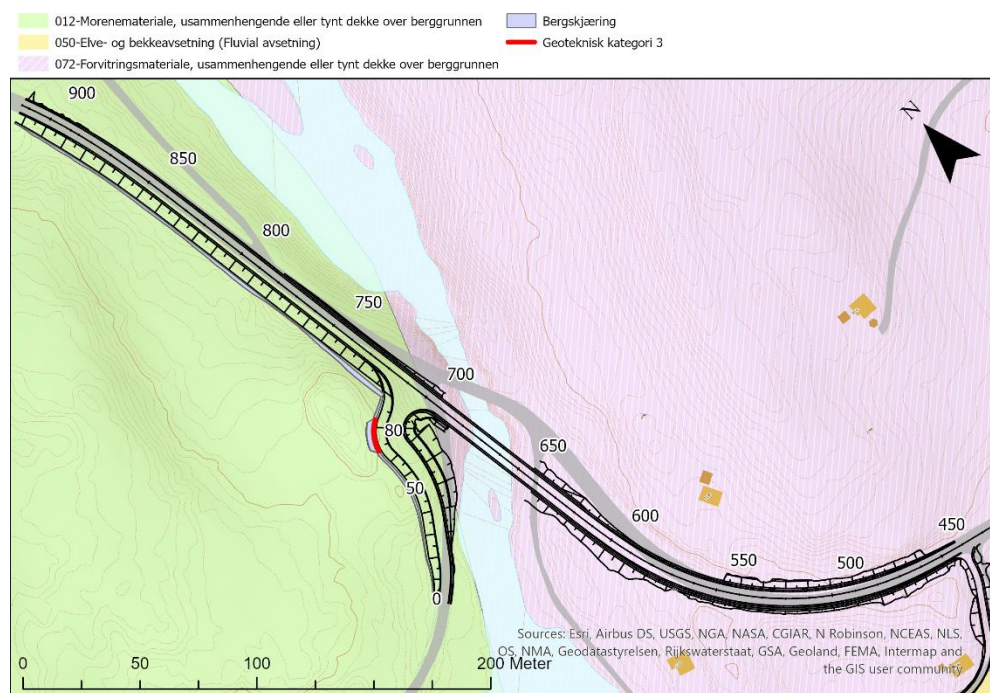 012-Morenemateriale, usammenhengende eller tynt dekke over berggrunnen
050-Elve- og bekkeavsetning (Fluvial avsetning)
072-Forvitringsmateriale, usammenhengende eller tynt dekke over berggrunnen
Bergskjæring
Geoteknisk kategori 3
900
850
800
750
700
650
600
550
500
450
80
50
0
N
0 50 100 200 Meter
Sources: Esri, Airbus DS, USGS, NGA, NASA, CGIAR, N Robinson, NCEAS, NLS,
OS, NMA, Geodatastyrelsen, Rijkswaterstaat, GSA, Geoland, FEMA, Intermap and
the GIS user community